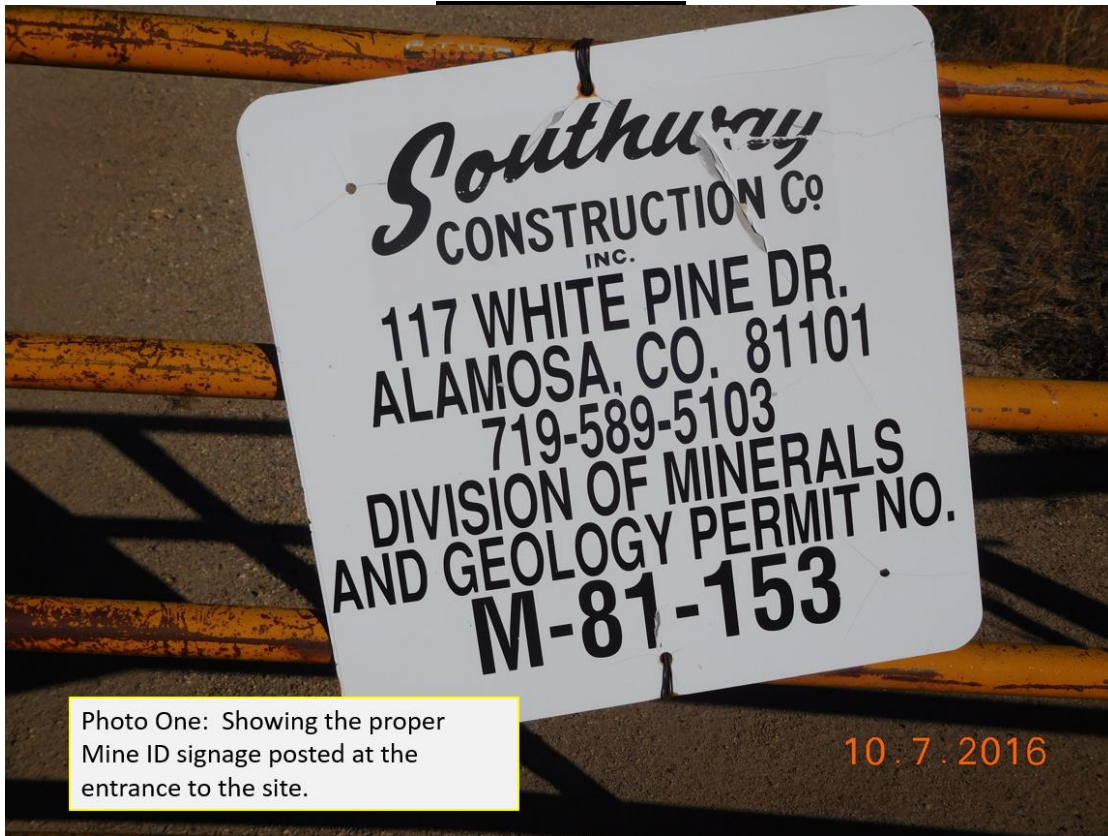 Southway
CONSTRUCTION Co
INC.
117 WHITE PINE DR.
ALAMOSA, CO. 81101
719-589-5103
DIVISION OF MINERALS
AND GEOLOGY PERMIT NO.
M-81-153
Photo One: Showing the proper
Mine ID signage posted at the
entrance to the site.
10.7.2016